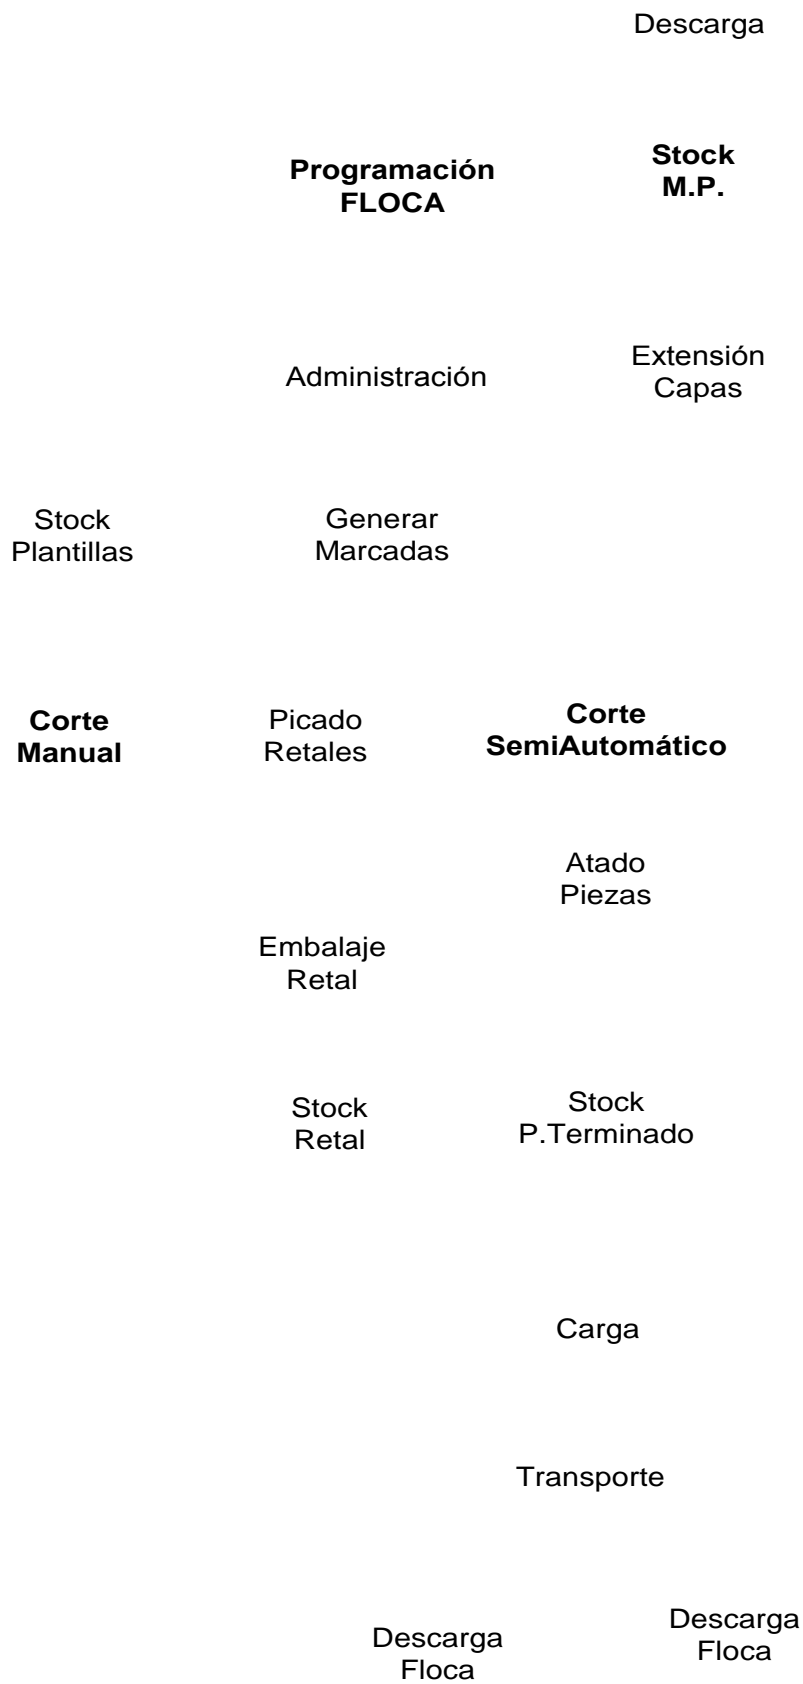 Descarga
Programación
FLOCA
Stock
M.P.
Administración
Extensión
Capas
Stock
Plantillas
Generar
Marcadas
Corte
Manual
Picado
Retales
Corte
SemiAutomático
Atado
Piezas
Embalaje
Retal
Stock
Retal
Stock
P.Terminado
Carga
Transporte
Descarga
Floca
Descarga
Floca